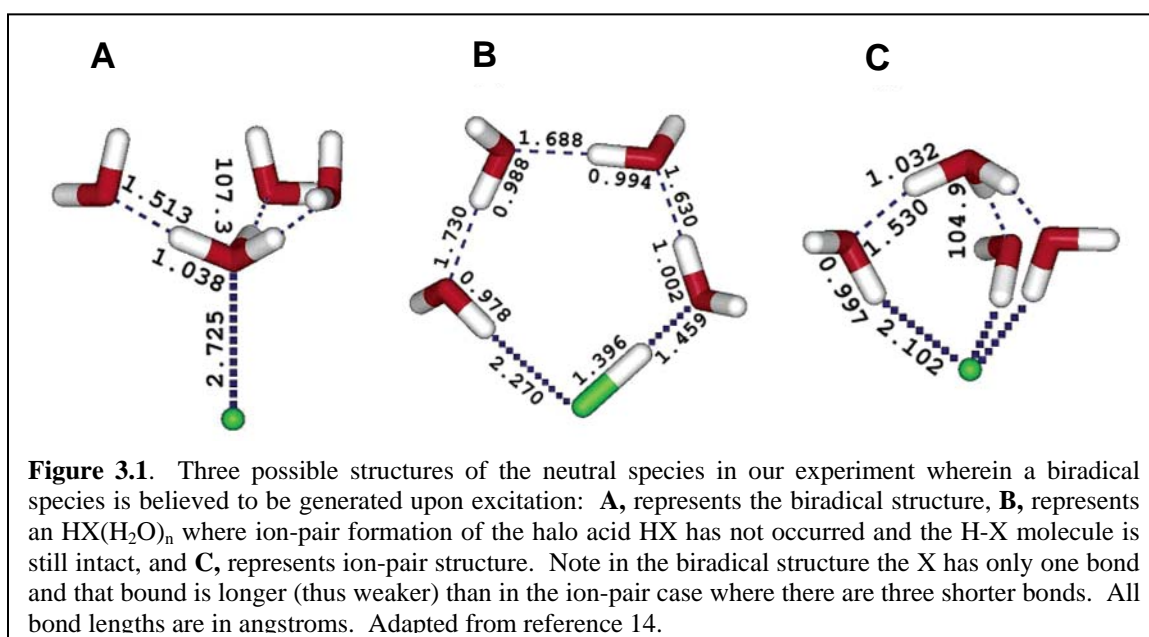 A
B
C
107.3
1.513
1.038
2.725
1.688
0.988
0.994
1.630
1.730
0.978
1.002
1.459
1.396
2.270
1.032
1.530
104.9
0.997
2.102
Figure 3.1. Three possible structures of the neutral species in our experiment wherein a biradical
species is believed to be generated upon excitation: A, represents the biradical structure, B, represents
an HX(H₂O)ₙ where ion-pair formation of the halo acid HX has not occurred and the H-X molecule is
still intact, and C, represents ion-pair structure. Note in the biradical structure the X has only one bond
and that bound is longer (thus weaker) than in the ion-pair case where there are three shorter bonds. All
bond lengths are in angstroms. Adapted from reference 14.